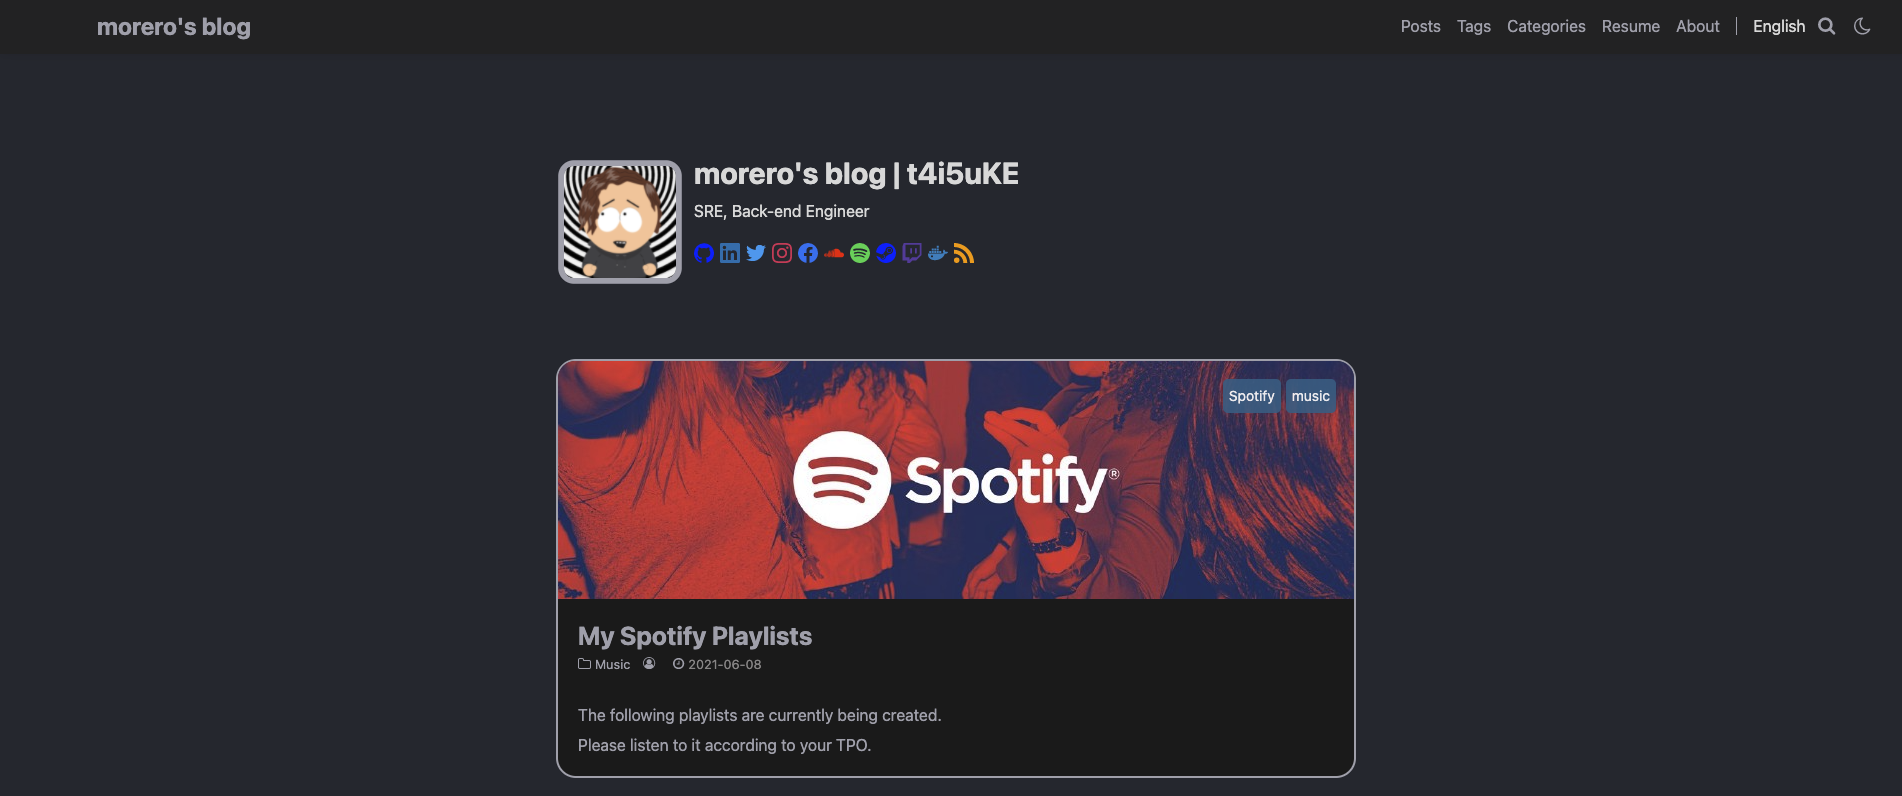 morero's blog
Posts Tags Categories Resume About | English
morero's blog | t4i5uKE
SRE, Back-end Engineer
Spotify music
Spotify®
My Spotify Playlists
Music 2021-06-08
The following playlists are currently being created.
Please listen to it according to your TPO.